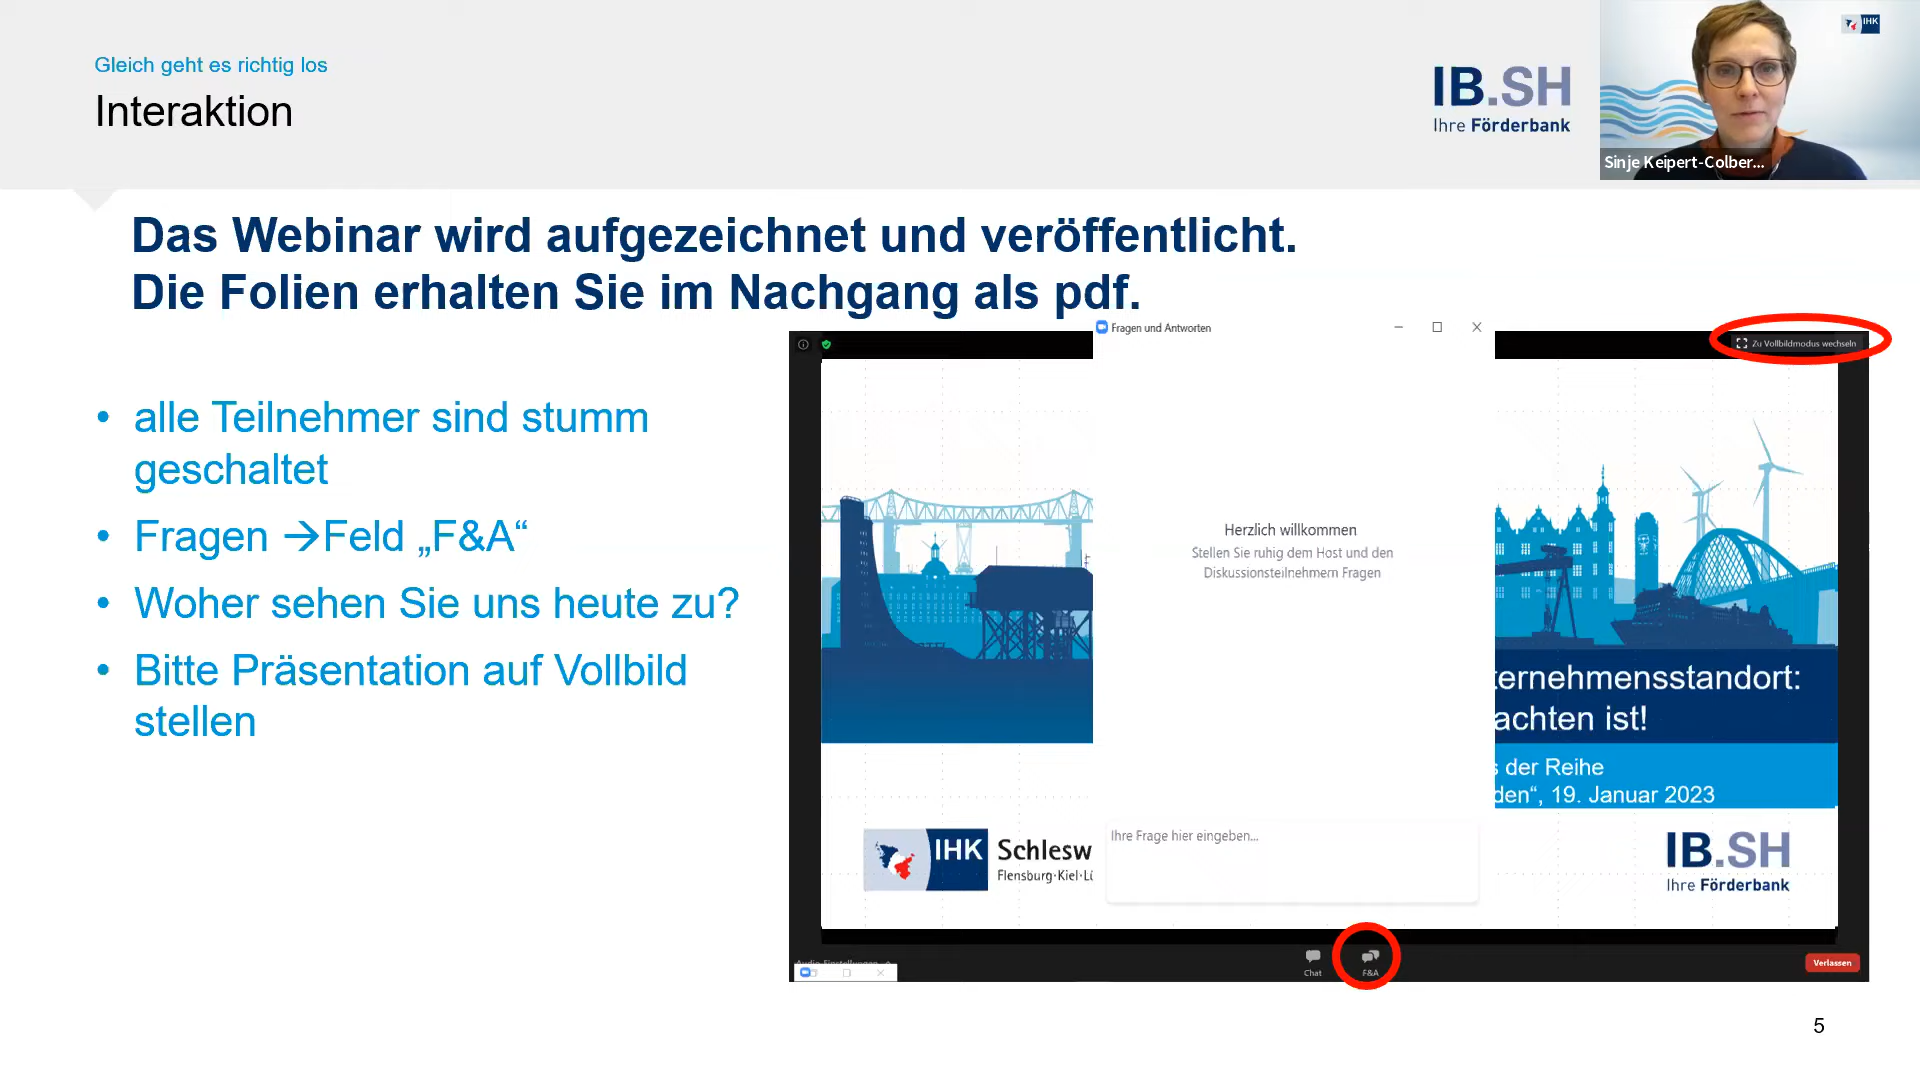 Gleich geht es richtig los
Interaktion
IB.SH
Ihre Förderbank
IHK
Sinje Keipert-Colber...
Das Webinar wird aufgezeichnet und veröffentlicht.
Die Folien erhalten Sie im Nachgang als pdf.
• alle Teilnehmer sind stumm
geschaltet
• Fragen →Feld „F&A“
• Woher sehen Sie uns heute zu?
• Bitte Präsentation auf Vollbild
stellen
Fragen und Antworten
Zu Vollbildmodus wechseln
Herzlich willkommen
Stellen Sie ruhig dem Host und den
Diskussionsteilnehmern Fragen
ternehmensstandort:
achten ist!
s der Reihe
den“, 19. Januar 2023
Ihre Frage hier eingeben...
IHK Schlesw
Flensburg·Kiel·Lü
IB.SH
Ihre Förderbank
Audio-Einstellungen
Chat
F&A
Verlassen
5